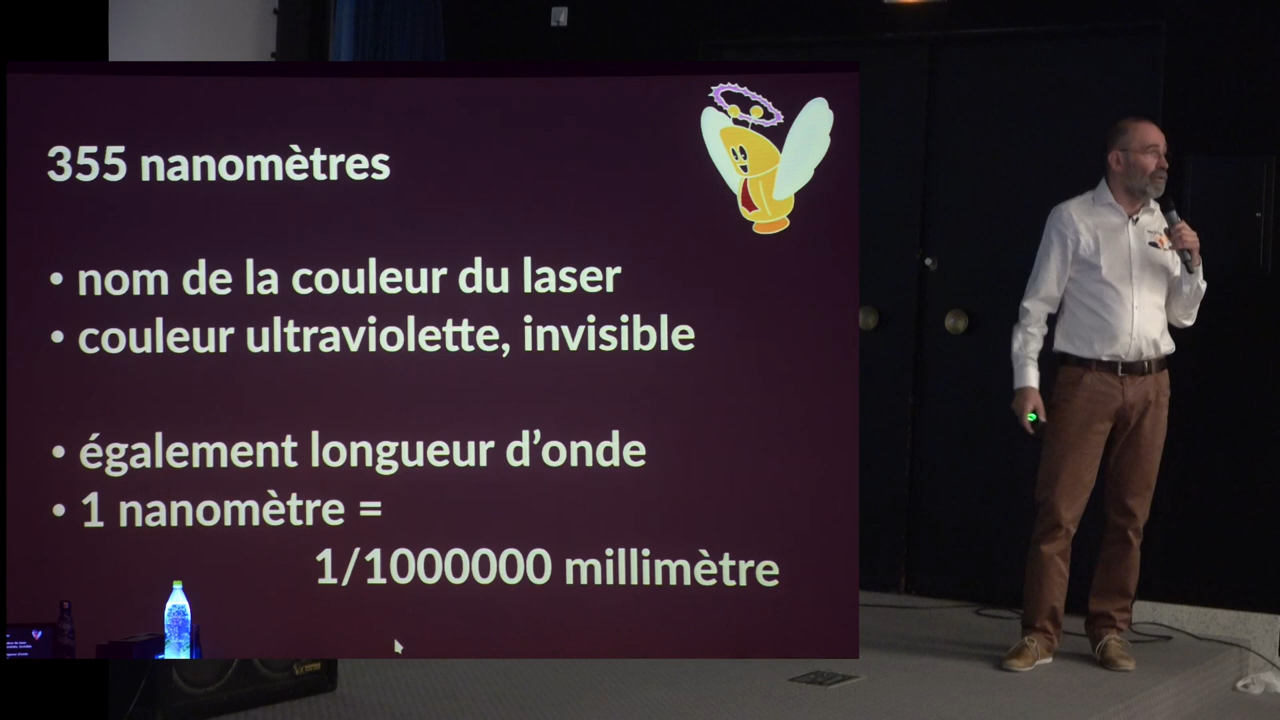 355 nanomètres
• nom de la couleur du laser
• couleur ultraviolette, invisible
• également longueur d’onde
• 1 nanomètre =
1/1000000 millimètre